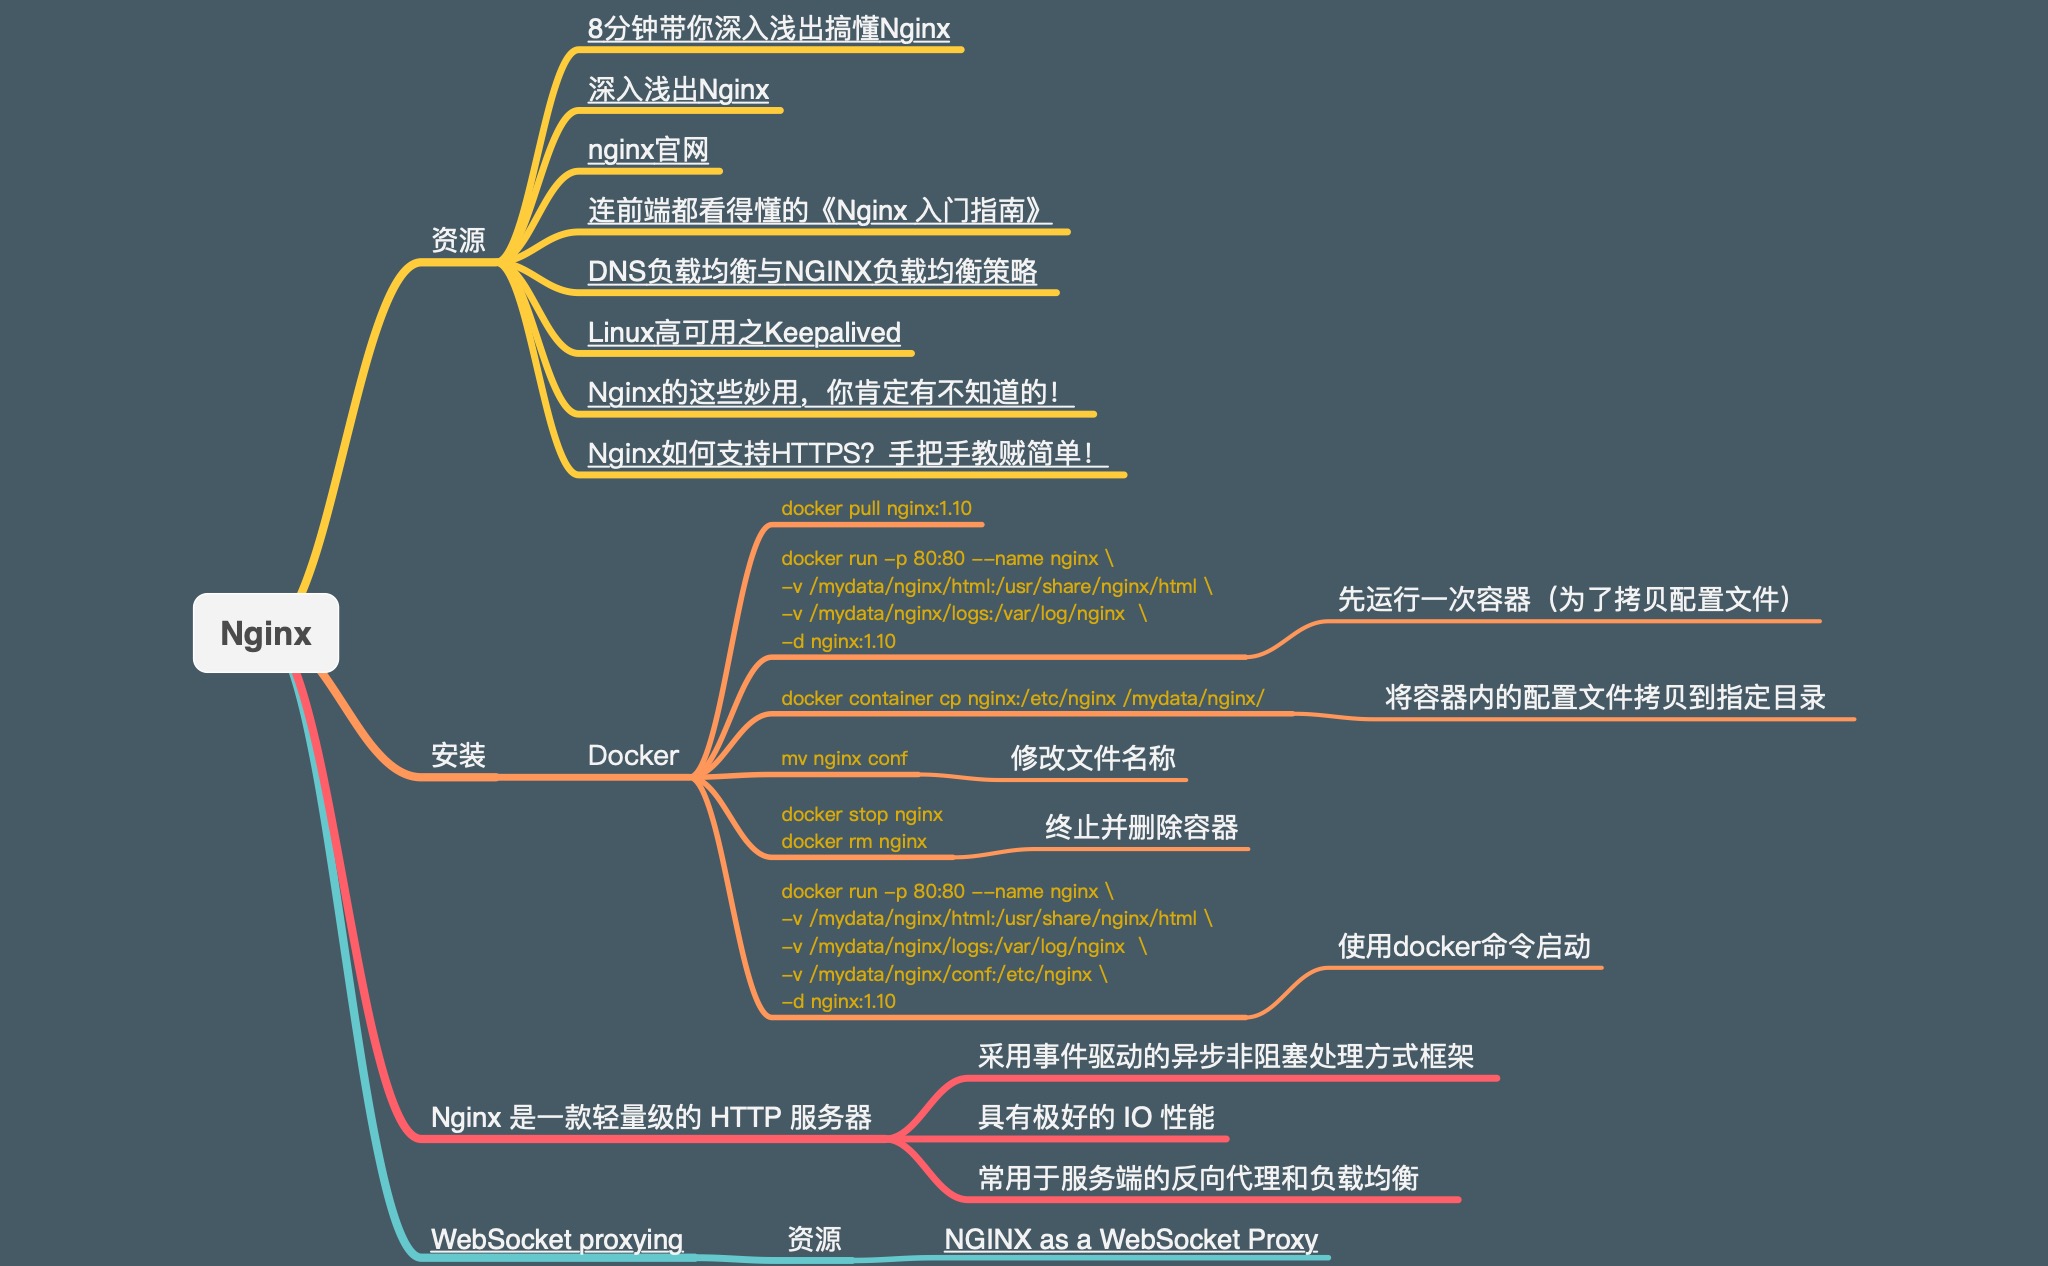 8分钟带你深入浅出搞懂Nginx
深入浅出Nginx
nginx官网
连前端都看得懂的《Nginx 入门指南》
资源
DNS负载均衡与NGINX负载均衡策略
Linux高可用之Keepalived
Nginx的这些妙用，你肯定有不知道的！
Nginx如何支持HTTPS？手把手教贼简单！
docker pull nginx:1.10
docker run -p 80:80 --name nginx \
-v /mydata/nginx/html:/usr/share/nginx/html \
-v /mydata/nginx/logs:/var/log/nginx  \
-d nginx:1.10
先运行一次容器（为了拷贝配置文件）
Nginx
docker container cp nginx:/etc/nginx /mydata/nginx/
将容器内的配置文件拷贝到指定目录
安装
Docker
mv nginx conf
修改文件名称
docker stop nginx
docker rm nginx
终止并删除容器
docker run -p 80:80 --name nginx \
-v /mydata/nginx/html:/usr/share/nginx/html \
-v /mydata/nginx/logs:/var/log/nginx  \
-v /mydata/nginx/conf:/etc/nginx \
-d nginx:1.10
使用docker命令启动
采用事件驱动的异步非阻塞处理方式框架
Nginx 是一款轻量级的 HTTP 服务器
具有极好的 IO 性能
常用于服务端的反向代理和负载均衡
WebSocket proxying
资源
NGINX as a WebSocket Proxy